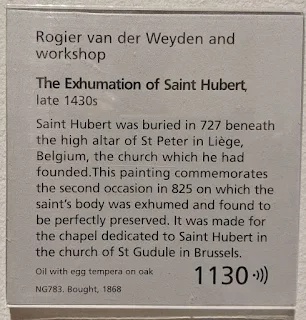 Rogier van der Weyden and
workshop
The Exhumation of Saint Hubert,
late 1430s
Saint Hubert was buried in 727 beneath
the high altar of St Peter in Liège,
Belgium, the church which he had
founded.This painting commemorates
the second occasion in 825 on which the
saint's body was exhumed and found to
be perfectly preserved. It was made for
the chapel dedicated to Saint Hubert in
the church of St Gudule in Brussels.
Oil with egg tempera on oak
1130
NG783. Bought, 1868